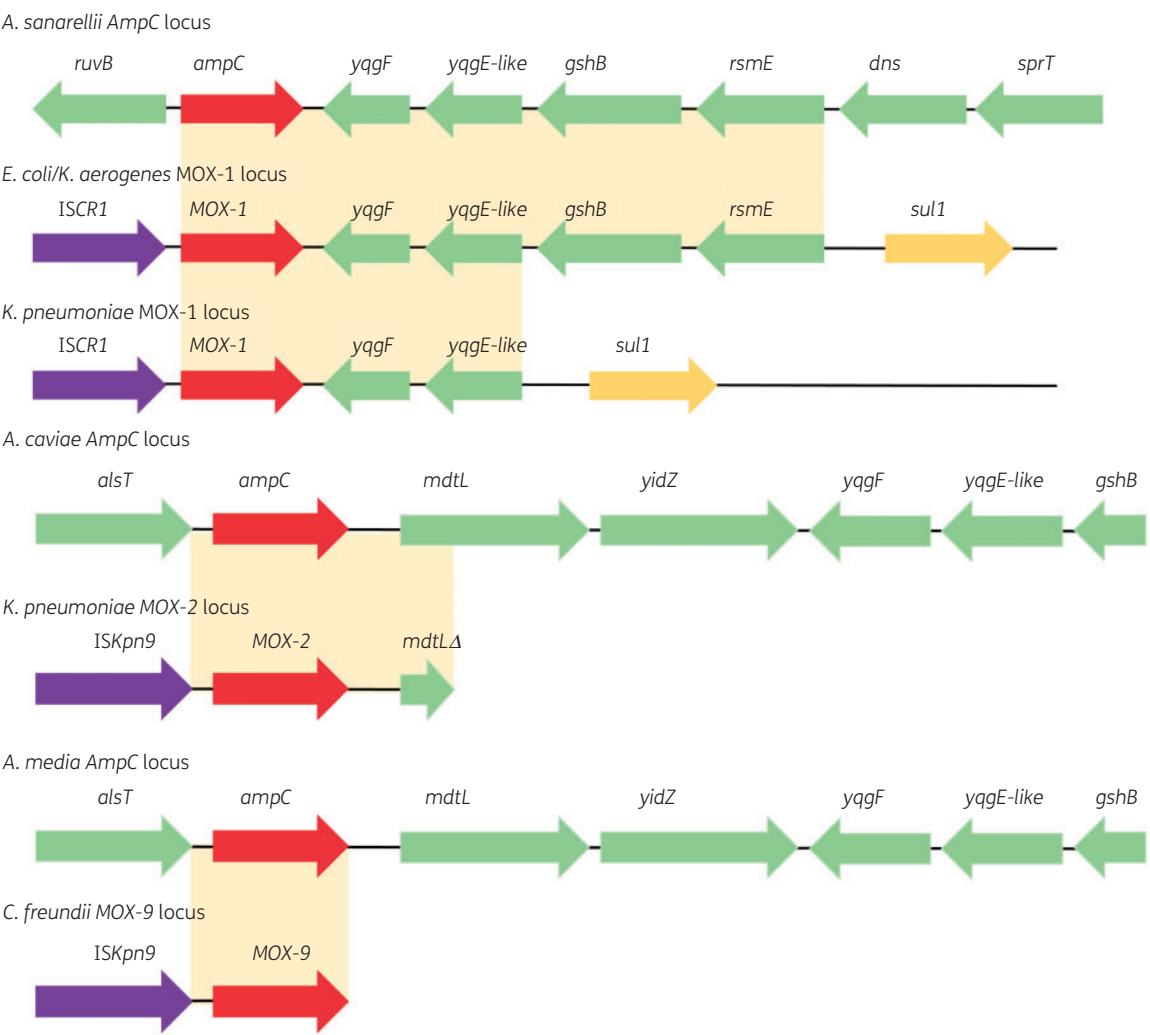 A. sanarellii AmpC locus
ruvB ampC yqgF yqgE-like gshB rsmE dns sprT
E. coli/K. aerogenes MOX-1 locus
ISCR1 MOX-1 yqgF yqgE-like gshB rsmE sul1
K. pneumoniae MOX-1 locus
ISCR1 MOX-1 yqgF yqgE-like sul1
A. caviae AmpC locus
alsT ampC mdtL yidZ yqgF yqgE-like gshB
K. pneumoniae MOX-2 locus
ISKpn9 MOX-2 mdtLΔ
A. media AmpC locus
alsT ampC mdtL yidZ yqgF yqgE-like gshB
C. freundii MOX-9 locus
ISKpn9 MOX-9